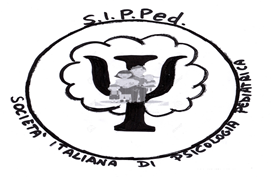 S.I.P.Ped.
Ψ
SOCIETA' ITALIANA DI PSICOLOGIA PEDIATRICA